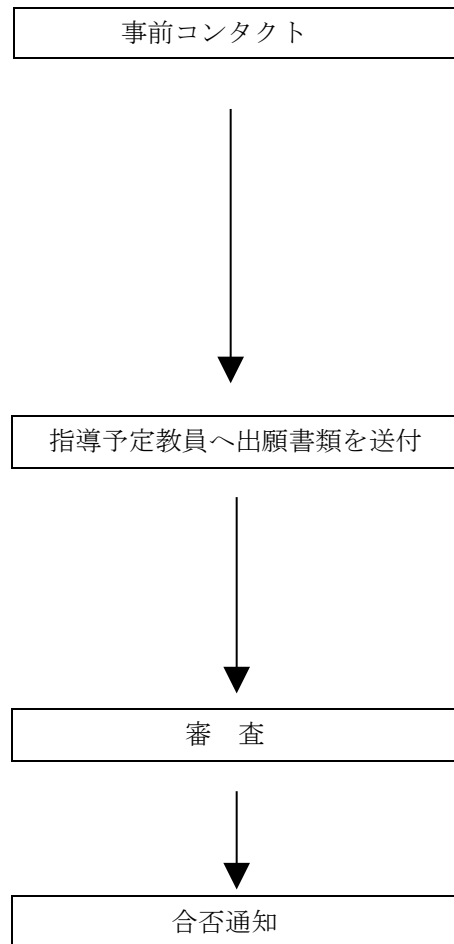 事前コンタクト
指導予定教員へ出願書類を送付
審　査
合否通知